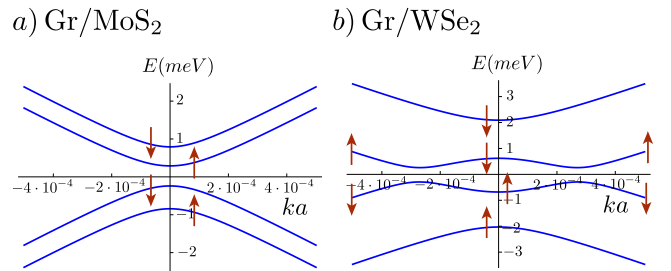 a) Gr/MoS₂
b) Gr/WSe₂
E(meV)
2
1
−4 · 10⁻⁴
−2 · 10⁻⁴
2 · 10⁻⁴
4 · 10⁻⁴
ka
−1
−2
E(meV)
3
2
1
−4 · 10⁻⁴
−2 · 10⁻⁴
2 · 10⁻⁴
4 · 10⁻⁴
ka
−1
−2
−3